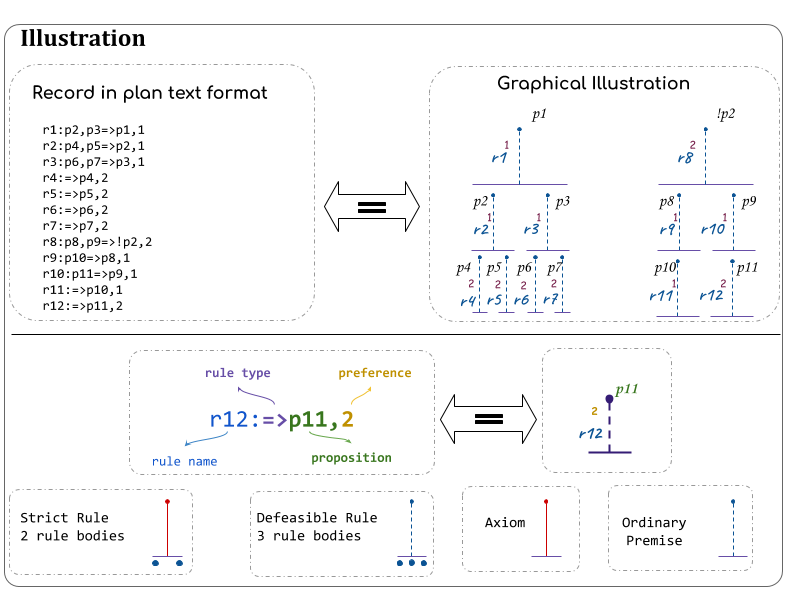 Illustration
Record in plan text format
r1:p2,p3=>p1,1
r2:p4,p5=>p2,1
r3:p6,p7=>p3,1
r4:=>p4,2
r5:=>p5,2
r6:=>p6,2
r7:=>p7,2
r8:p8,p9=>!p2,2
r9:p10=>p8,1
r10:p11=>p9,1
r11:=>p10,1
r12:=>p11,2
Graphical Illustration
p1 !p2
1 2
r1 r8
p2 p3 p8 p9
1 1 1 1
r2 r3 r9 r10
p4 p5 p6 p7 p10 p11
2 2 2 2 1 2
r4 r5 r6 r7 r11 r12
rule type
preference
r12:=>p11,2
rule name
proposition
p11
2
r12
Strict Rule
2 rule bodies
Defeasible Rule
3 rule bodies
Axiom
Ordinary
Premise